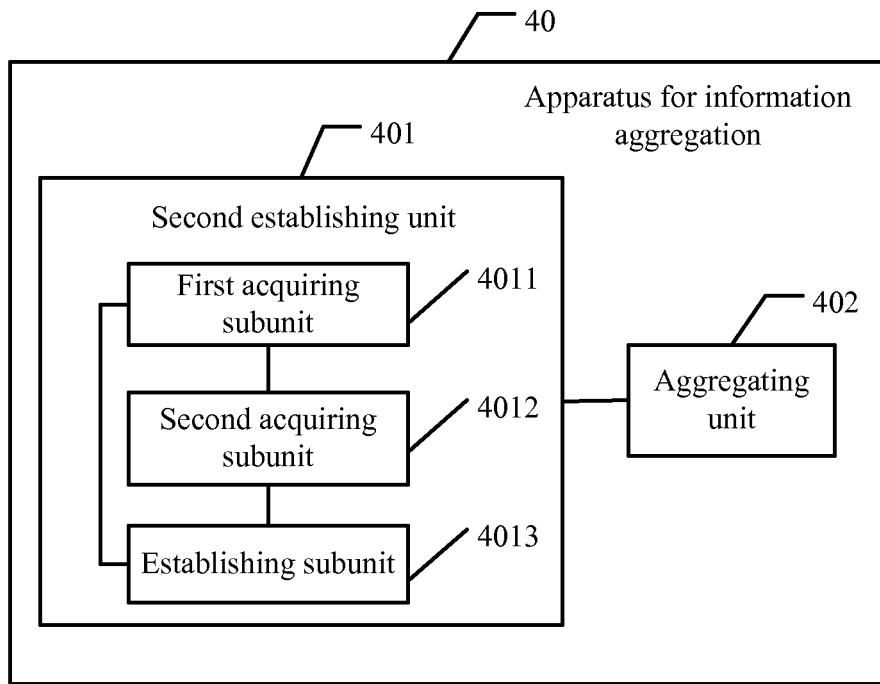 40
Apparatus for information
aggregation
401
Second establishing unit
First acquiring
subunit
4011
402
Second acquiring
subunit
4012
Aggregating
unit
Establishing subunit
4013